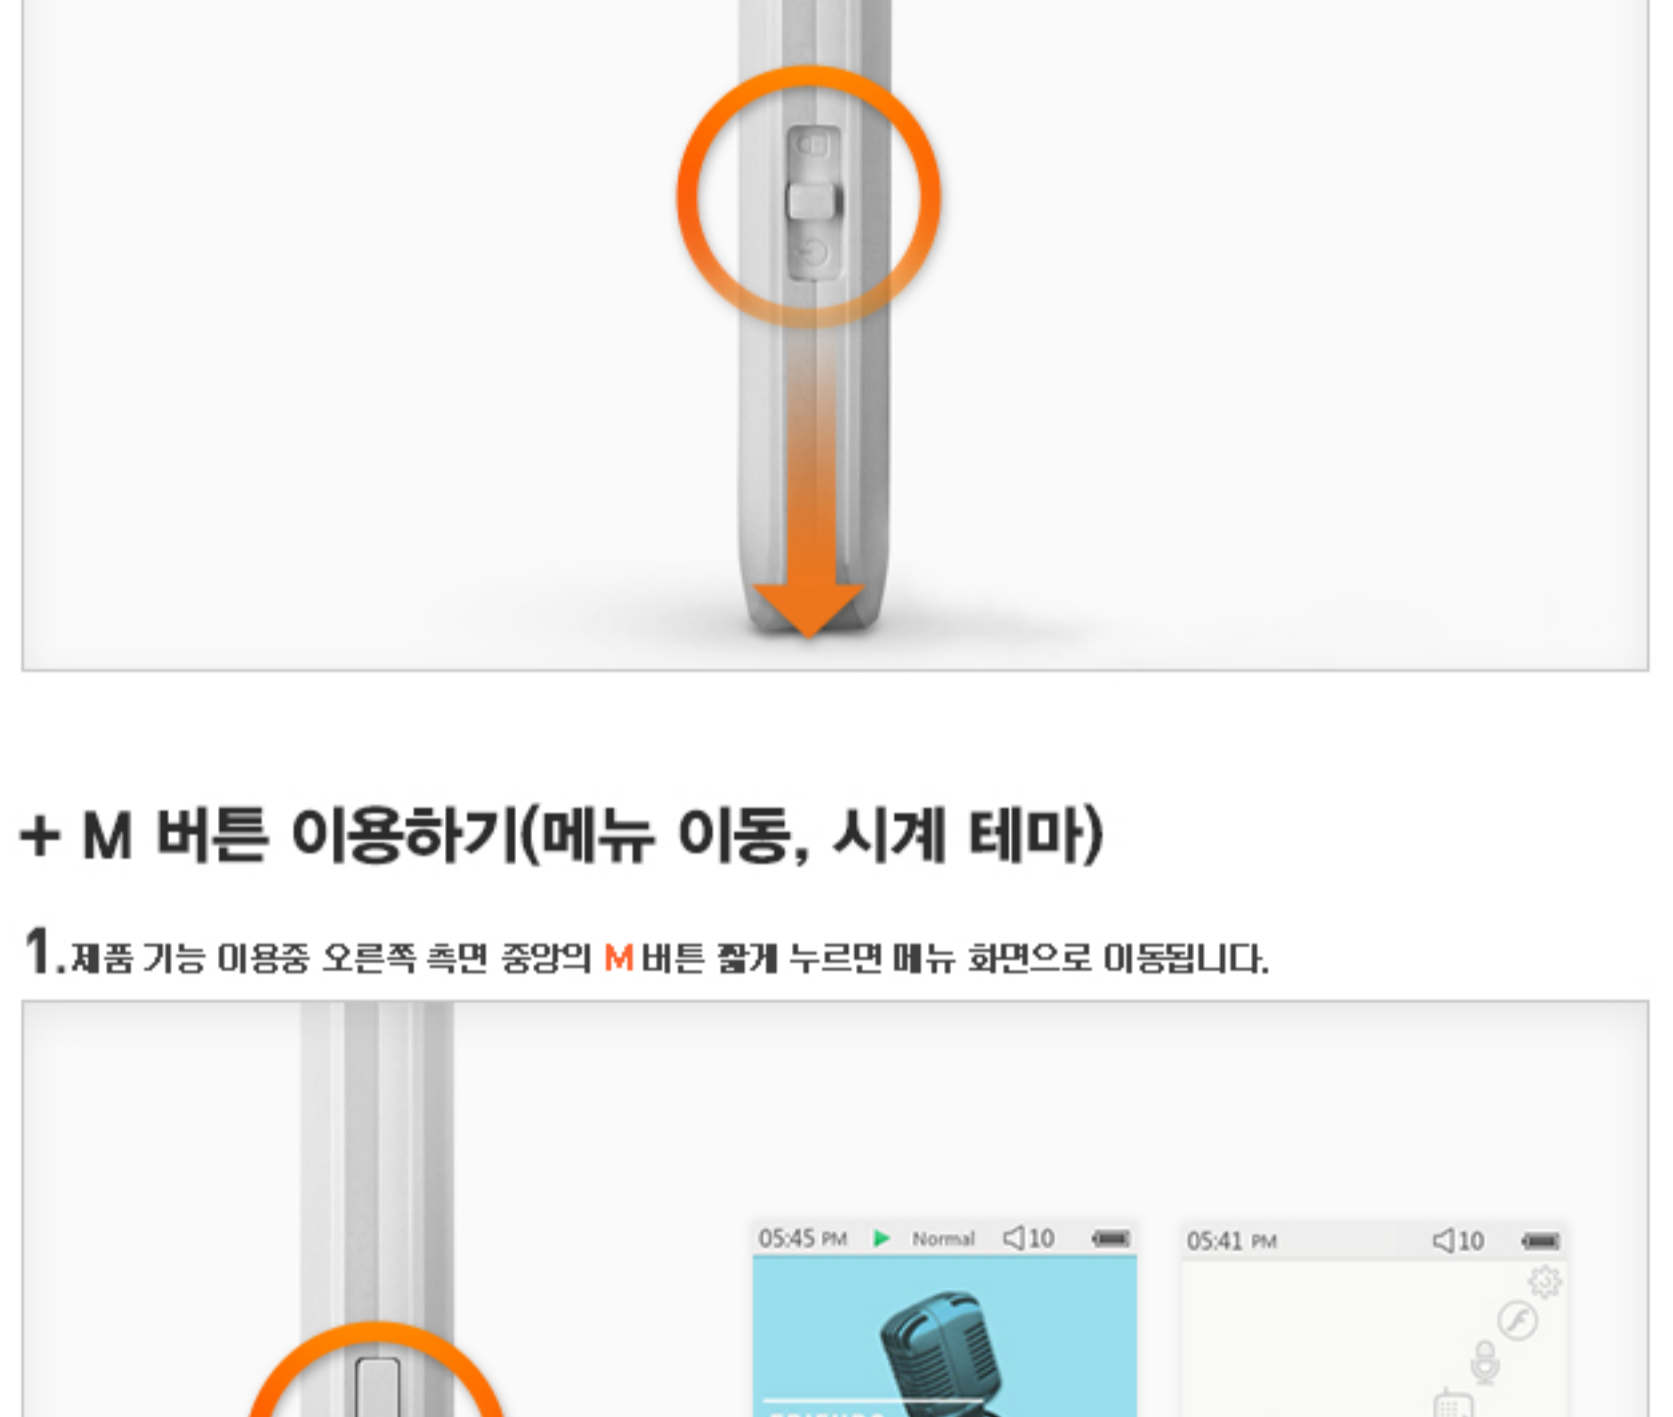 + M 버튼 이용하기(메뉴 이동, 시계 테마)
1.제품 기능 이용중 오른쪽 측면 중앙의 M 버튼 짧게 누르면 메뉴 화면으로 이동됩니다.
05:45 PM Normal 10
05:41 PM 10